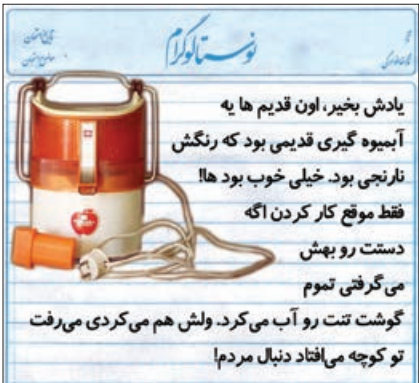 نوستالوگرام
یادش بخیر، اون قدیم ها یه
آبمیوه گیری قدیمی بود که رنگش
نارنجی بود. خیلی خوب بود ها!
فقط موقع کار کردن اگه
دستت رو بهش
می‌گرفتی تموم
گوشت تنت رو آب می‌کرد. ولش هم می‌کردی می‌رفت
تو کوچه می‌افتاد دنبال مردم!